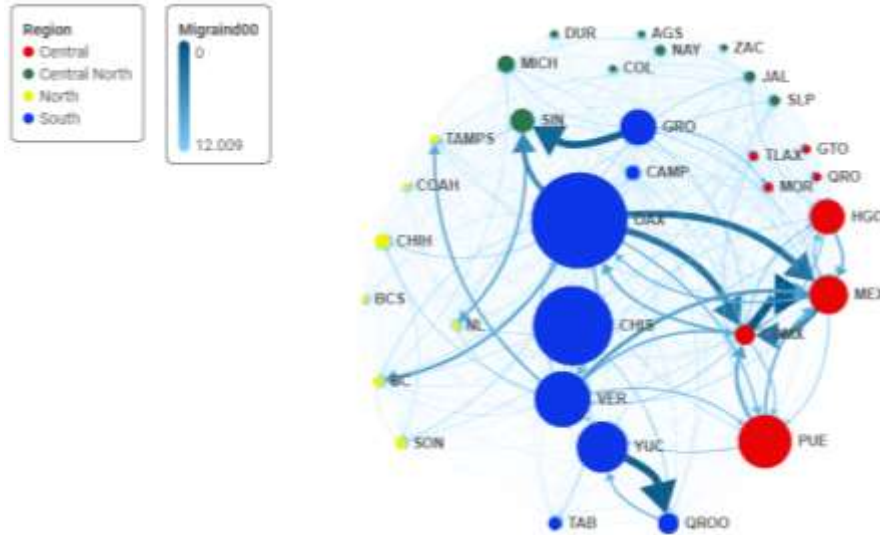 Region
Central
Central North
North
South
Migraind00
0
12.009
DUR
AGS
NAY
ZAC
MICH
COL
JAL
SLP
SIN
GRO
TAMPS
TLAX
GTO
CAMP
QRO
MOR
COAH
OAX
HGO
CHIH
MEX
BCS
NL
CHIS
BC
VER
SON
YUC
PUE
TAB
QROO